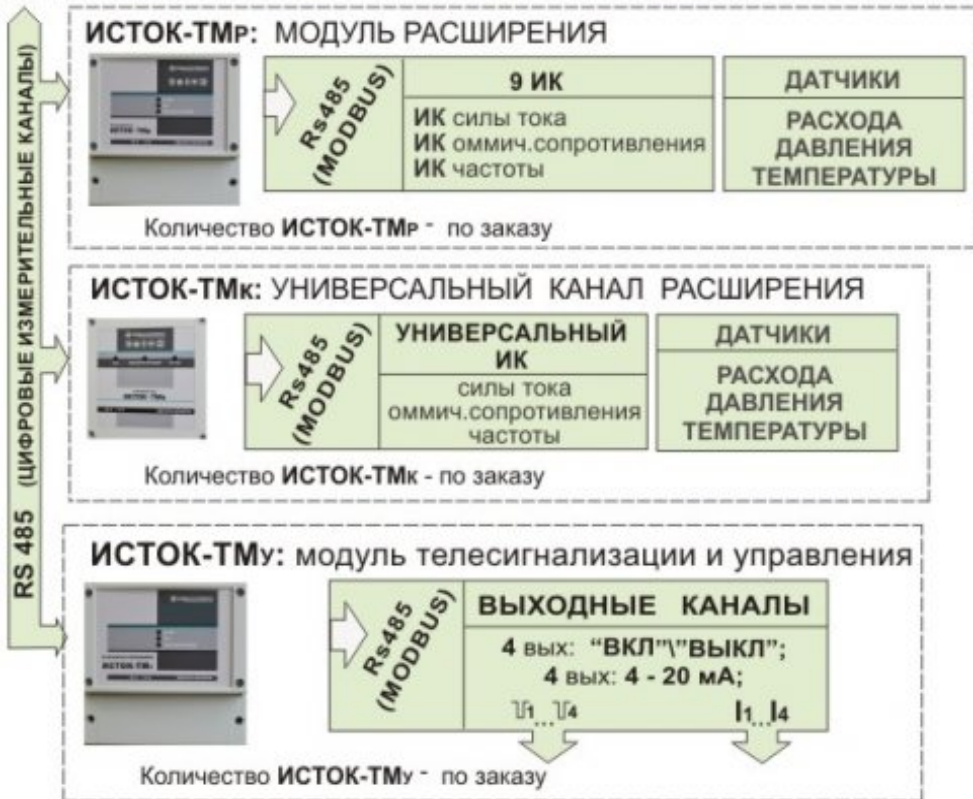 RS 485 (ЦИФРОВЫЕ ИЗМЕРИТЕЛЬНЫЕ КАНАЛЫ)
ИСТОК-ТМР: МОДУЛЬ РАСШИРЕНИЯ
Rs485
(MODBUS)
9 ИК
ИК силы тока
ИК оммич.сопротивления
ИК частоты
ДАТЧИКИ
РАСХОДА
ДАВЛЕНИЯ
ТЕМПЕРАТУРЫ
Количество ИСТОК-ТМР - по заказу
ИСТОК-ТМК: УНИВЕРСАЛЬНЫЙ КАНАЛ РАСШИРЕНИЯ
Rs485
(MODBUS)
УНИВЕРСАЛЬНЫЙ
ИК
силы тока
оммич.сопротивления
частоты
ДАТЧИКИ
РАСХОДА
ДАВЛЕНИЯ
ТЕМПЕРАТУРЫ
Количество ИСТОК-ТМК - по заказу
ИСТОК-ТМУ: модуль телесигнализации и управления
Rs485
(MODBUS)
ВЫХОДНЫЕ КАНАЛЫ
4 вых: “ВКЛ”\"ВЫКЛ”;
4 вых: 4 - 20 мА;
1...4
I1...I4
Количество ИСТОК-ТМУ - по заказу